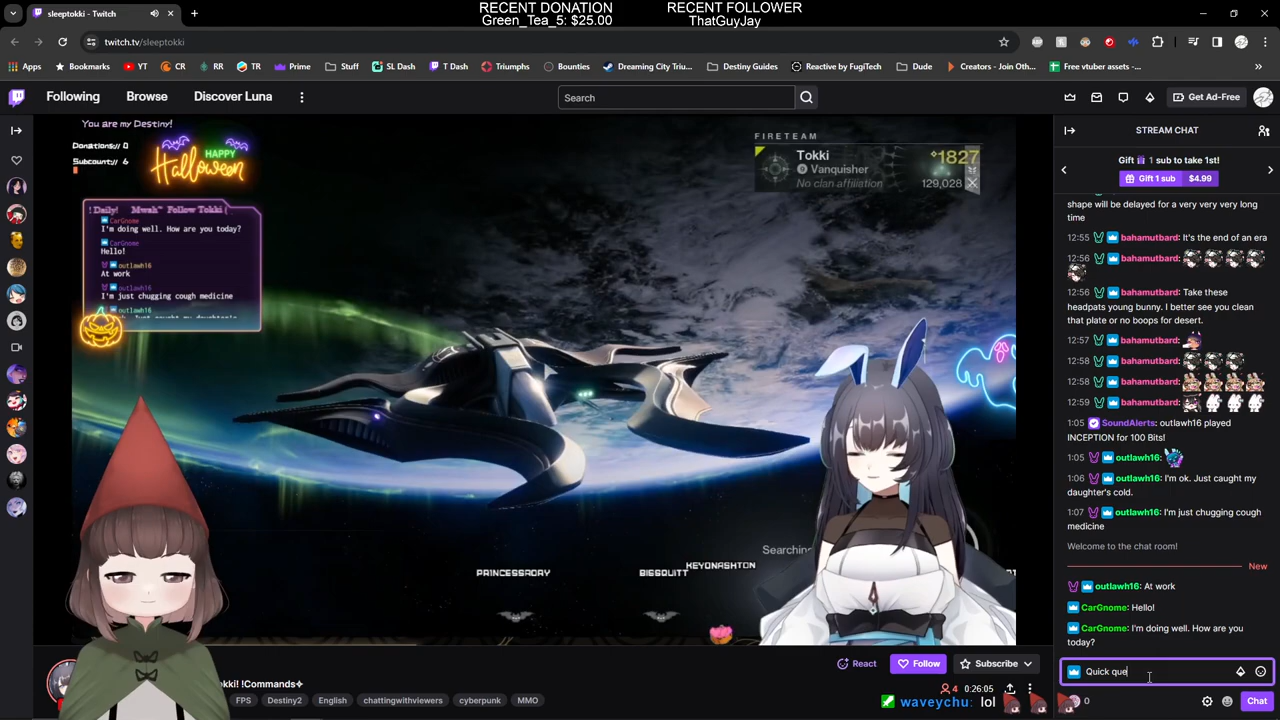 sleeptokki - Twitch
RECENT DONATION
Green_Tea_5: $25.00
RECENT FOLLOWER
ThatGuyJay
twitch.tv/sleeptokki
Apps
Bookmarks
YT
CR
RR
TR
Prime
Stuff
SL Dash
T Dash
Triumphs
Bounties
Dreaming City Triu...
Destiny Guides
Reactive by FugiTech
Dude
Creators - Join Oth...
Free vtuber assets -...
Following
Browse
Discover Luna
Search
Get Ad-Free
You are my Destiny!
Donations:/ 0
Subcount:/ 6
HAPPY
Halloween
!Daily! Mwah~ Follow Tokki (
CarGnome
I'm doing well. How are you today?
CarGnome
Hello!
outlawh16
At work
outlawh16
I'm just chugging cough medicine
outlawh16
FIRETEAM
Tokki
Vanquisher
No clan affiliation
1827
129,028
Searching
PRINCESSRORY
BISSQUITT
KEYONASHTON
STREAM CHAT
Gift 1 sub to take 1st!
Gift 1 sub $4.99
shape will be delayed for a very very very long
time
12:55 bahamutbard: It's the end of an era
12:56 bahamutbard:
12:56 bahamutbard: Take these
headpats young bunny. I better see you clean
that plate or no boops for desert.
12:57 bahamutbard:
12:58 bahamutbard:
12:58 bahamutbard:
12:59 bahamutbard:
1:05 SoundAlerts: outlawh16 played
INCEPTION for 100 Bits!
1:05 outlawh16:
1:06 outlawh16: I'm ok. Just caught my
daughter's cold.
1:07 outlawh16: I'm just chugging cough
medicine
Welcome to the chat room!
New
outlawh16: At work
CarGnome: Hello!
CarGnome: I'm doing well. How are you
today?
Quick que
0
Chat
okki! !Commands✧
React
Follow
Subscribe
FPS
Destiny2
English
chattingwithviewers
cyberpunk
MMO
4
26:05
waveychu: lol